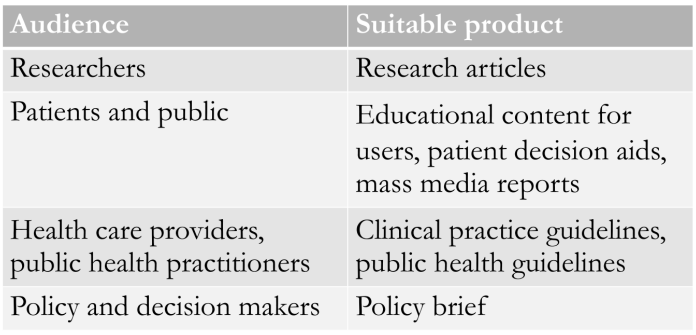 Audience
Suitable product
Researchers
Research articles
Patients and public
Educational content for
users, patient decision aids,
mass media reports
Health care providers,
public health practitioners
Clinical practice guidelines,
public health guidelines
Policy and decision makers
Policy brief